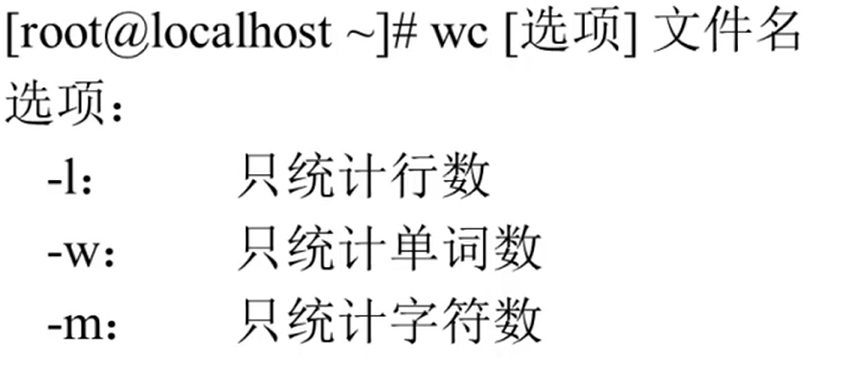 [root@localhost ~]# wc [选项] 文件名
选项：
-l： 只统计行数
-w： 只统计单词数
-m： 只统计字符数